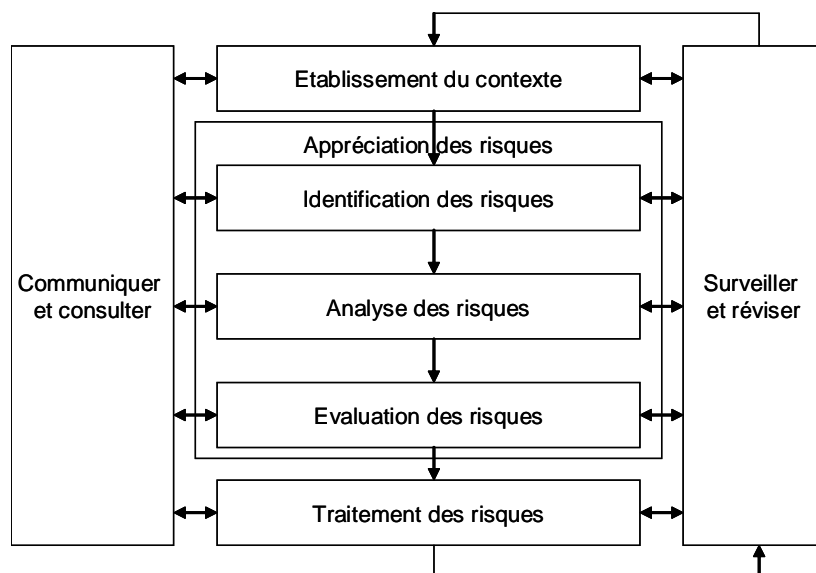 Etablissement du contexte
Appréciation des risques
Identification des risques
Communiquer
et consulter
Analyse des risques
Surveiller
et réviser
Evaluation des risques
Traitement des risques